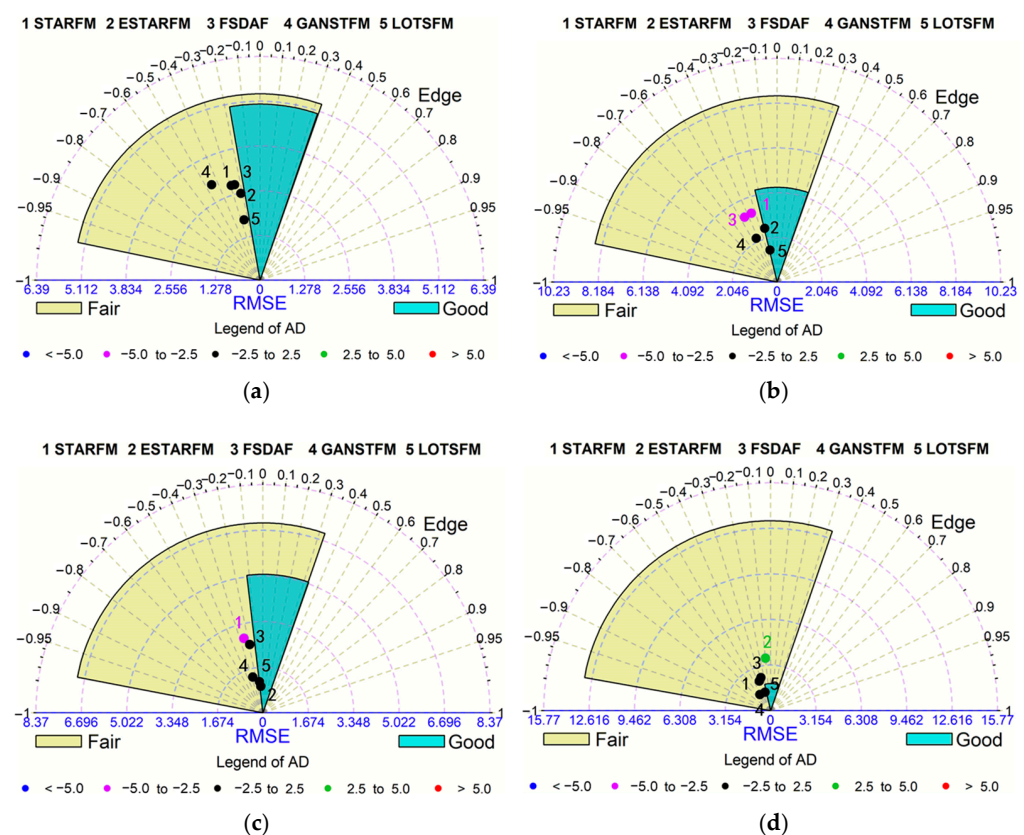 1 STARFM 2 ESTARFM 3 FSDAF 4 GANSTFM 5 LOTSFM
−0.1 0 0.1
−0.3 −0.2 0.2 0.3
−0.4 0.4
−0.5 0.5
−0.6 0.6
−0.7 0.7
Edge
−0.8 0.8
−0.9 0.9
−0.95 0.95
4 1 3
2
5
−1 1
6.39 5.112 3.834 2.556 1.278 0 1.278 2.556 3.834 5.112 6.39
RMSE
Fair Good
Legend of AD
< −5.0 −5.0 to −2.5 −2.5 to 2.5 2.5 to 5.0 > 5.0
(a)
1 STARFM 2 ESTARFM 3 FSDAF 4 GANSTFM 5 LOTSFM
−0.1 0 0.1
−0.3 −0.2 0.2 0.3
−0.4 0.4
−0.5 0.5
−0.6 0.6
−0.7 0.7
Edge
−0.8 0.8
−0.9 0.9
−0.95 0.95
1
3 2
4 5
−1 1
10.23 8.184 6.138 4.092 2.046 0 2.046 4.092 6.138 8.184 10.23
RMSE
Fair Good
Legend of AD
< −5.0 −5.0 to −2.5 −2.5 to 2.5 2.5 to 5.0 > 5.0
(b)
1 STARFM 2 ESTARFM 3 FSDAF 4 GANSTFM 5 LOTSFM
−0.1 0 0.1
−0.3 −0.2 0.2 0.3
−0.4 0.4
−0.5 0.5
−0.6 0.6
−0.7 0.7
Edge
−0.8 0.8
−0.9 0.9
−0.95 0.95
1
3
4 5
2
−1 1
8.37 6.696 5.022 3.348 1.674 0 1.674 3.348 5.022 6.696 8.37
RMSE
Fair Good
Legend of AD
< −5.0 −5.0 to −2.5 −2.5 to 2.5 2.5 to 5.0 > 5.0
(c)
1 STARFM 2 ESTARFM 3 FSDAF 4 GANSTFM 5 LOTSFM
−0.1 0 0.1
−0.3 −0.2 0.2 0.3
−0.4 0.4
−0.5 0.5
−0.6 0.6
−0.7 0.7
Edge
−0.8 0.8
−0.9 0.9
−0.95 0.95
2
3
1 5
4
−1 1
15.77 12.616 9.462 6.308 3.154 0 3.154 6.308 9.462 12.616 15.77
RMSE
Fair Good
Legend of AD
< −5.0 −5.0 to −2.5 −2.5 to 2.5 2.5 to 5.0 > 5.0
(d)